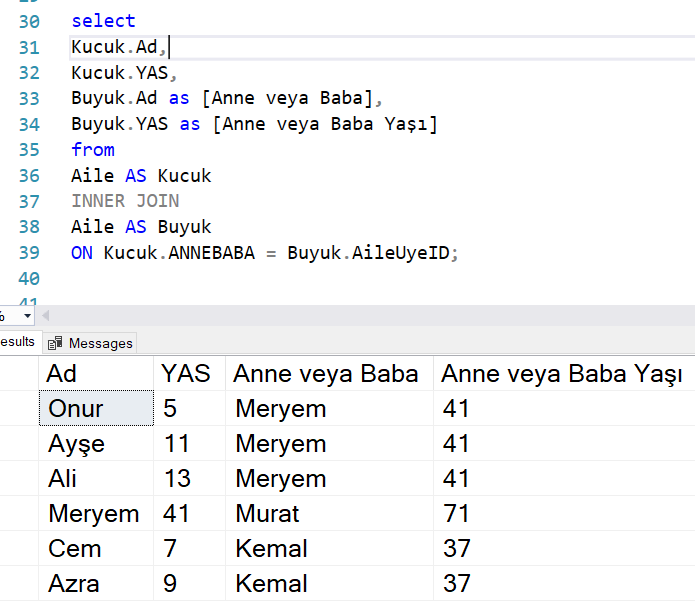 30 select
31 Kucuk.Ad,
32 Kucuk.YAS,
33 Buyuk.Ad as [Anne veya Baba],
34 Buyuk.YAS as [Anne veya Baba Yaşı]
35 from
36 Aile AS Kucuk
37 INNER JOIN
38 Aile AS Buyuk
39 ON Kucuk.ANNEBABA = Buyuk.AileUyeID;
40
41
%
esults Messages
Ad YAS Anne veya Baba Anne veya Baba Yaşı
Onur 5 Meryem 41
Ayşe 11 Meryem 41
Ali 13 Meryem 41
Meryem 41 Murat 71
Cem 7 Kemal 37
Azra 9 Kemal 37